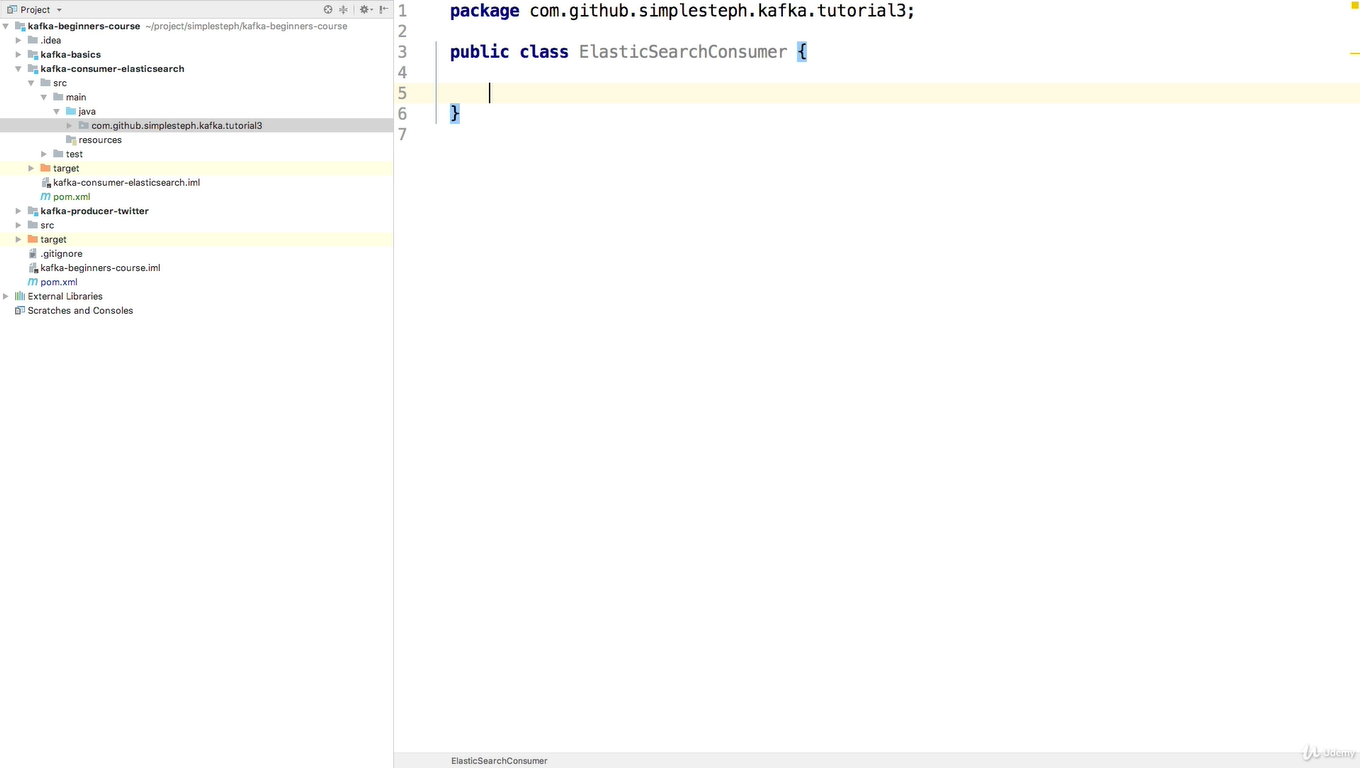 Project
kafka-beginners-course ~/project/simplesteph/kafka-beginners-course
.idea
kafka-basics
kafka-consumer-elasticsearch
src
main
java
com.github.simplesteph.kafka.tutorial3
resources
test
target
kafka-consumer-elasticsearch.iml
pom.xml
kafka-producer-twitter
src
target
.gitignore
kafka-beginners-course.iml
pom.xml
External Libraries
Scratches and Consoles
1 package com.github.simplesteph.kafka.tutorial3;
2
3 public class ElasticSearchConsumer {
4
5
6 }
7
ElasticSearchConsumer
Udemy